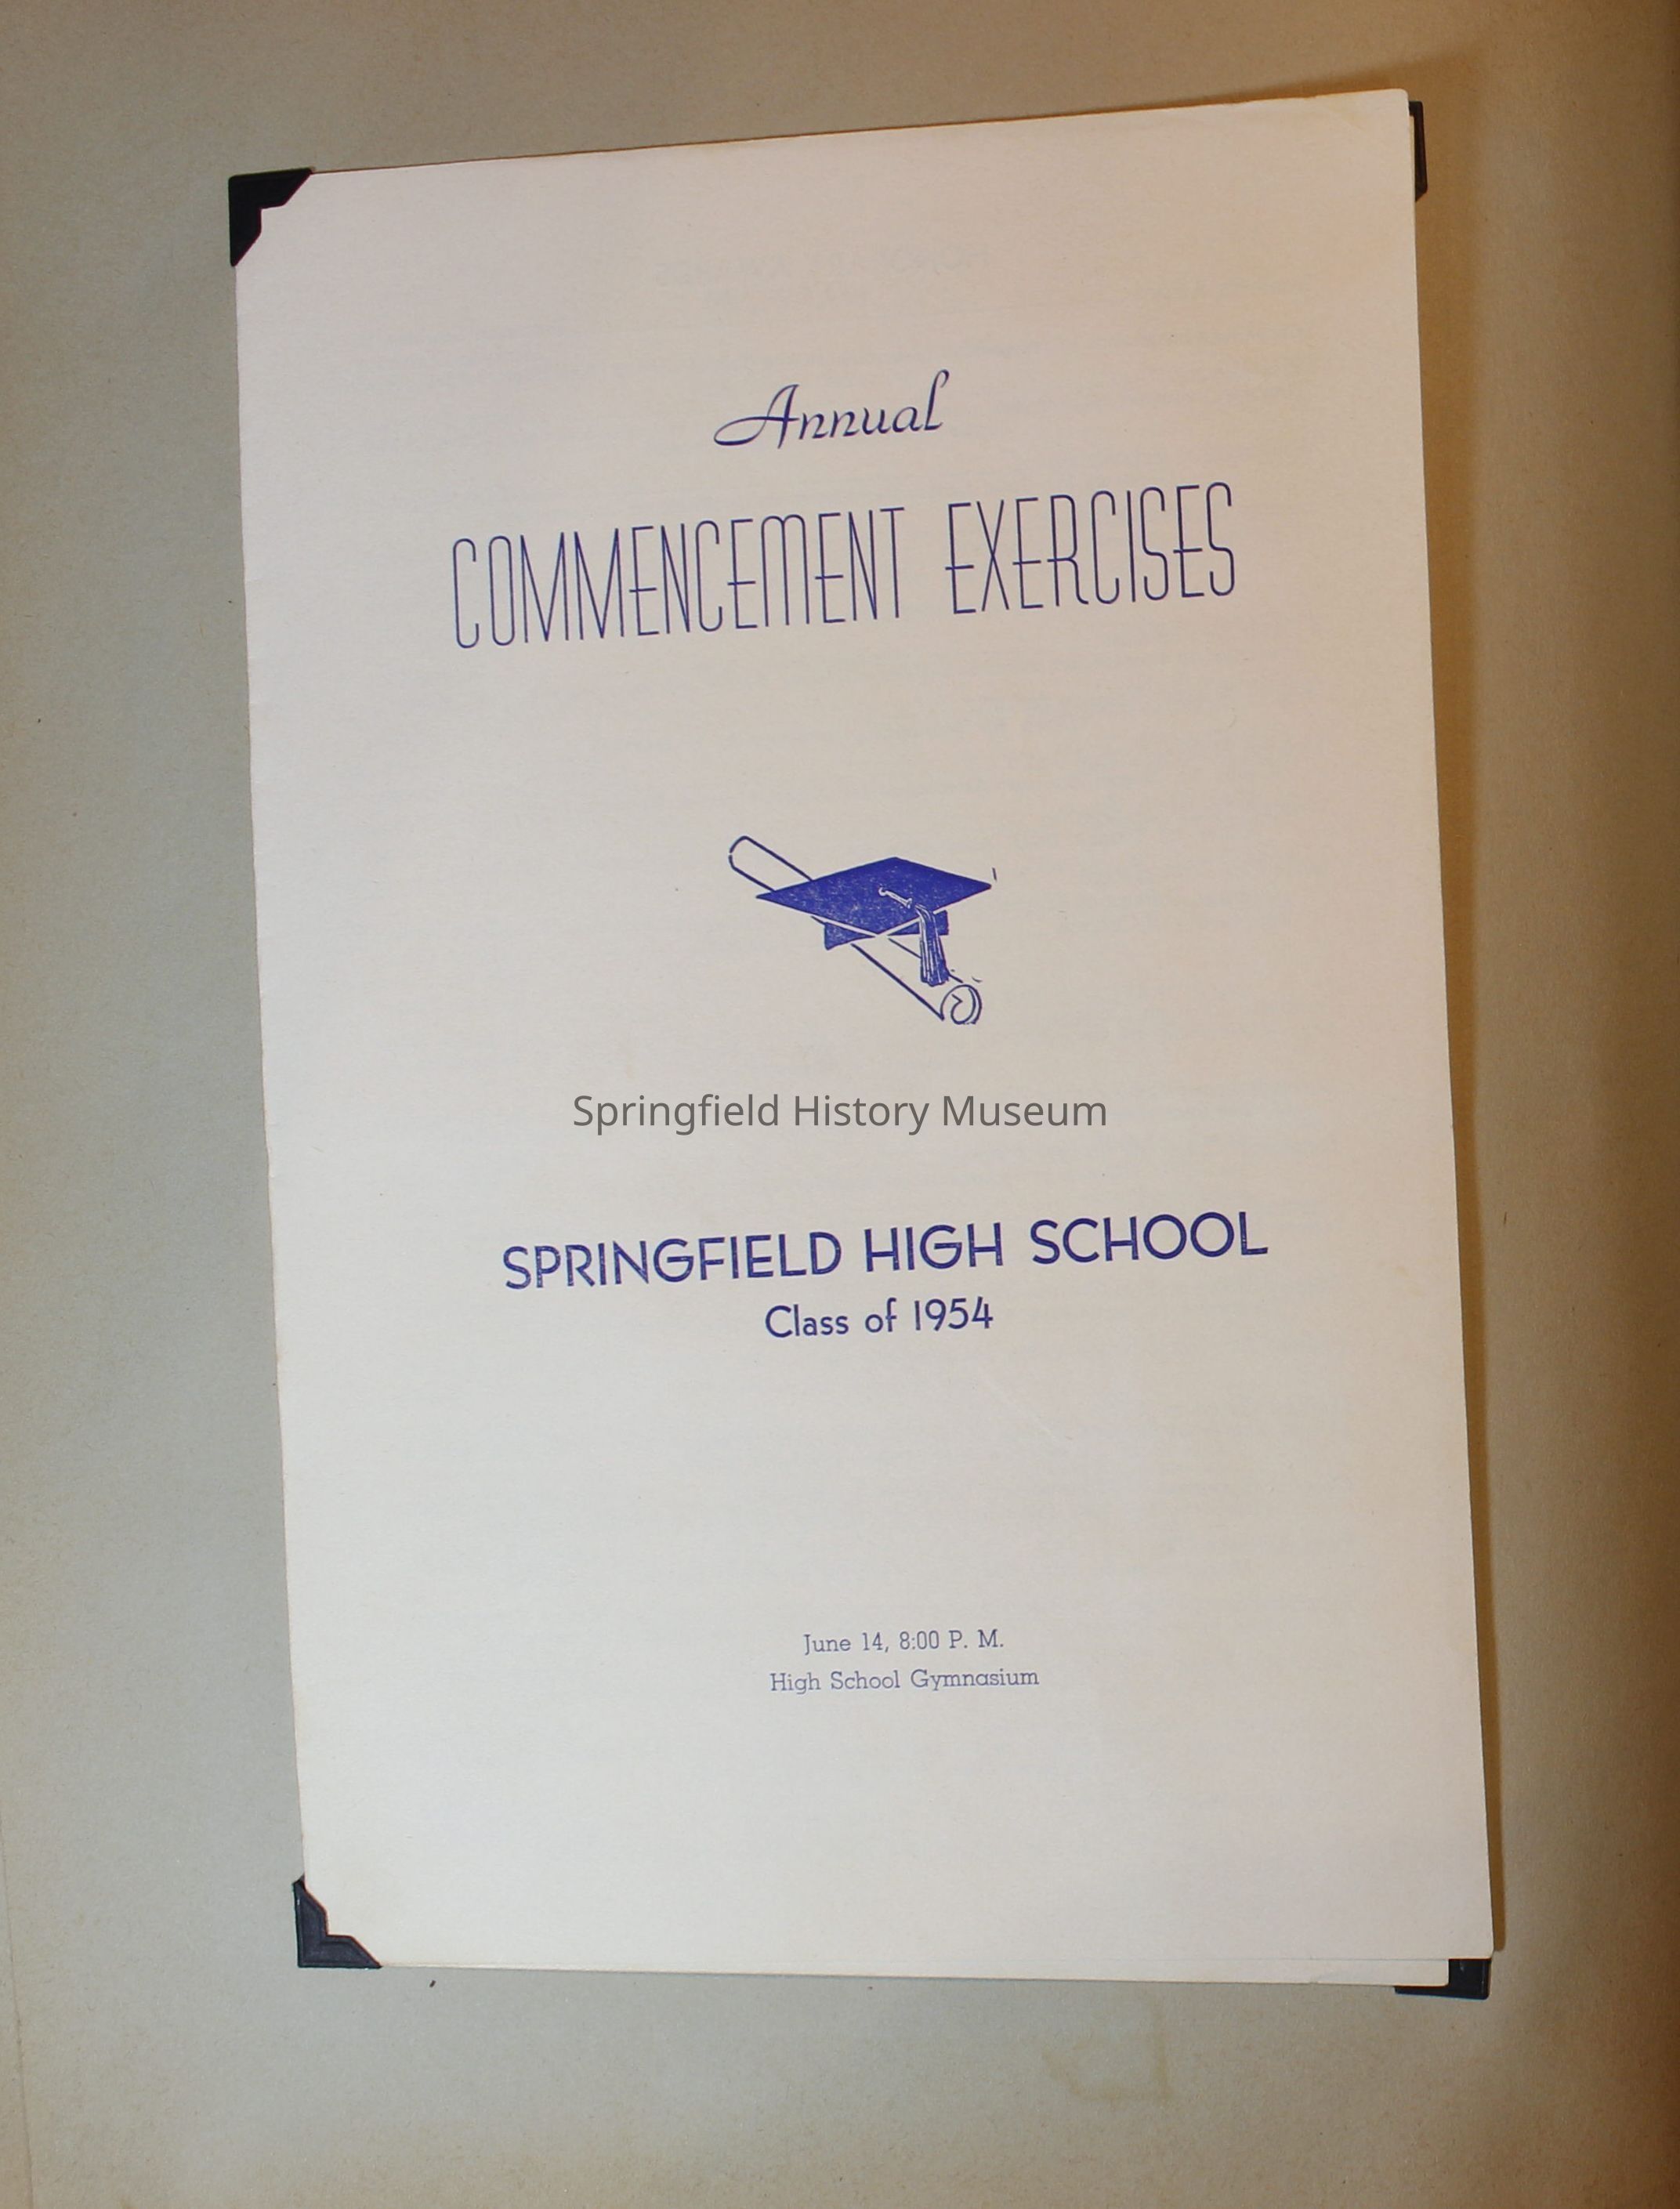 Annual
COMMENCEMENT EXERCISES
Springfield History Museum
SPRINGFIELD HIGH SCHOOL
Class of 1954
June 14, 8:00 P. M.
High School Gymnasium